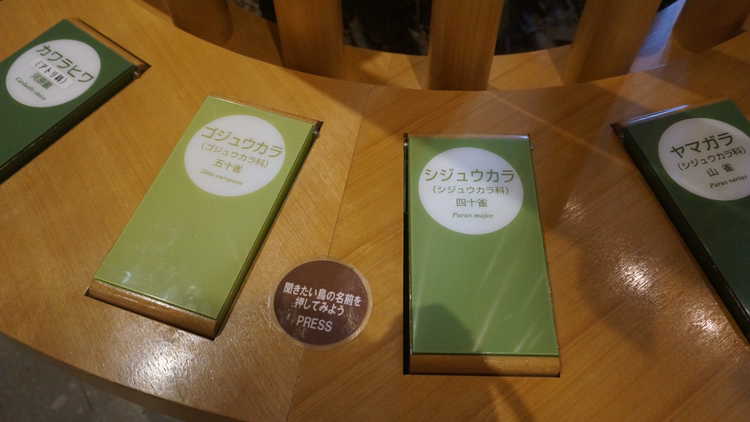 カワラヒワ
(アトリ科)
河原鶸
Carduelis sinica
ゴジュウカラ
(ゴジュウカラ科)
五十雀
Sitta europaea
聞きたい鳥の名前を
押してみよう
PRESS
シジュウカラ
(シジュウカラ科)
四十雀
Parus major
ヤマガラ
(シジュウカラ科)
山雀
Parus varius